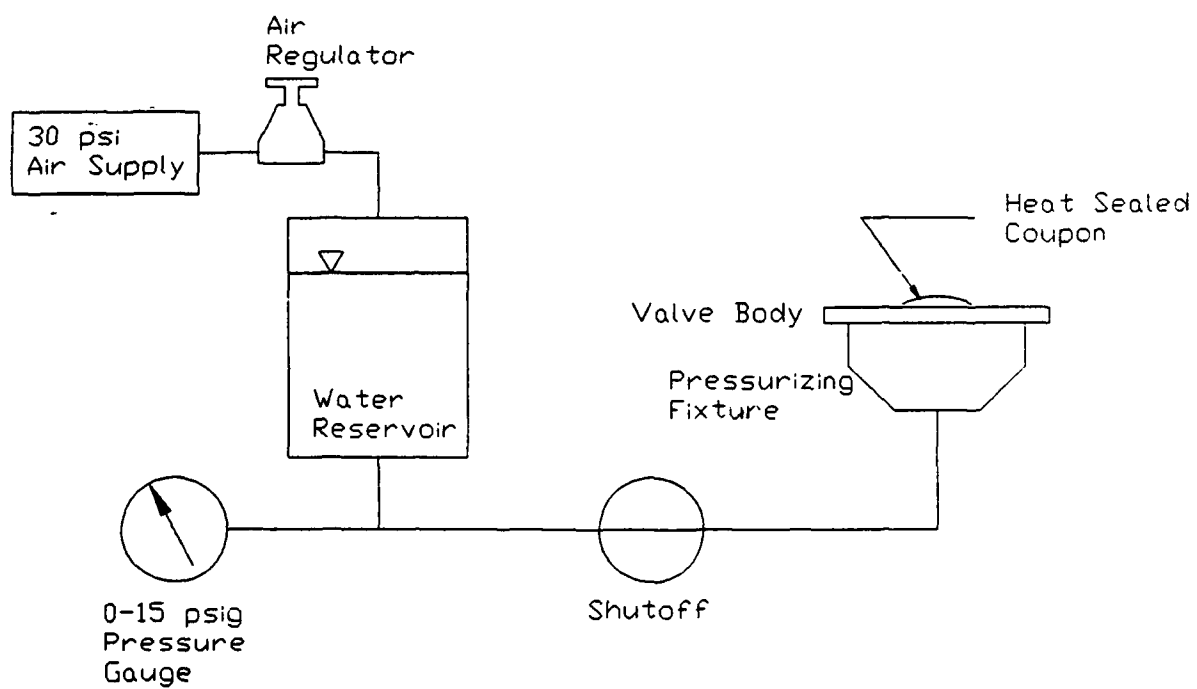 Air
Regulator
30 psi
Air Supply
Heat Sealed
Coupon
Valve Body
Pressurizing
Fixture
Water
Reservoir
Shutoff
0-15 psig
Pressure
Gauge